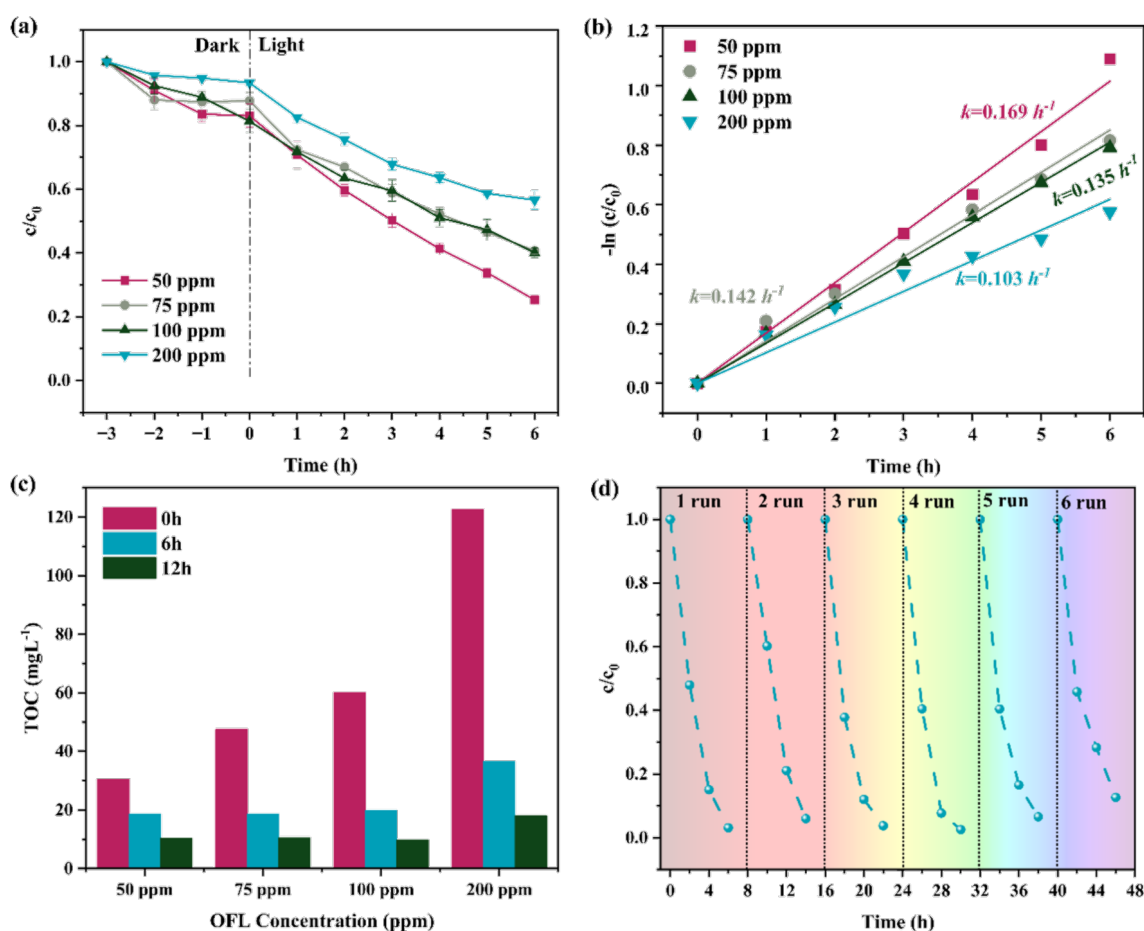 (a)
Dark
Light
1.0
0.8
0.6
0.4
0.2
0.0
c/c0
50 ppm
75 ppm
100 ppm
200 ppm
−3 −2 −1 0 1 2 3 4 5 6
Time (h)
(b)
1.2
1.0
0.8
0.6
0.4
0.2
0.0
-ln (c/c0)
50 ppm
75 ppm
100 ppm
200 ppm
k=0.169 h-1
k=0.135 h-1
k=0.142 h-1
k=0.103 h-1
0 1 2 3 4 5 6
Time (h)
(c)
120
100
80
60
40
20
0
TOC (mgL−1)
0h
6h
12h
50 ppm 75 ppm 100 ppm 200 ppm
OFL Concentration (ppm)
(d)
1 run 2 run 3 run 4 run 5 run 6 run
1.0
0.8
0.6
0.4
0.2
0.0
c/c0
0 4 8 12 16 20 24 28 32 36 40 44 48
Time (h)